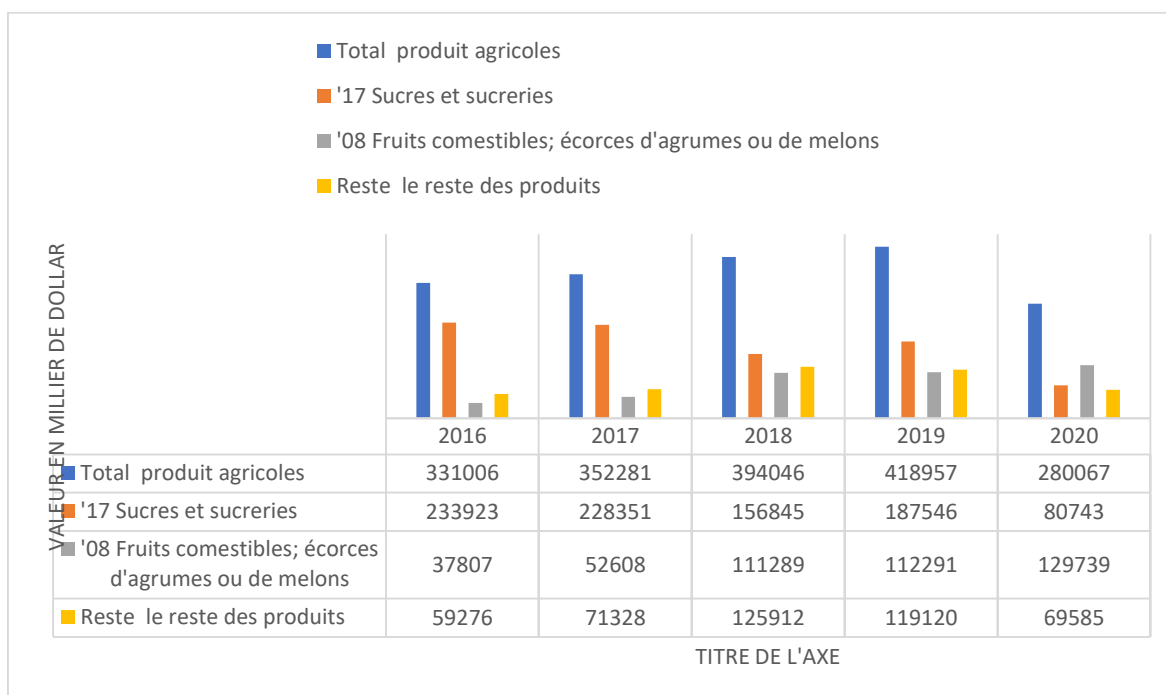 Total  produit agricoles
'17 Sucres et sucreries
'08 Fruits comestibles; écorces d'agrumes ou de melons
Reste  le reste des produits
VALEUR EN MILLIER DE DOLLAR
2016 2017 2018 2019 2020
Total  produit agricoles 331006 352281 394046 418957 280067
'17 Sucres et sucreries 233923 228351 156845 187546 80743
'08 Fruits comestibles; écorces
d'agrumes ou de melons 37807 52608 111289 112291 129739
Reste  le reste des produits 59276 71328 125912 119120 69585
TITRE DE L'AXE